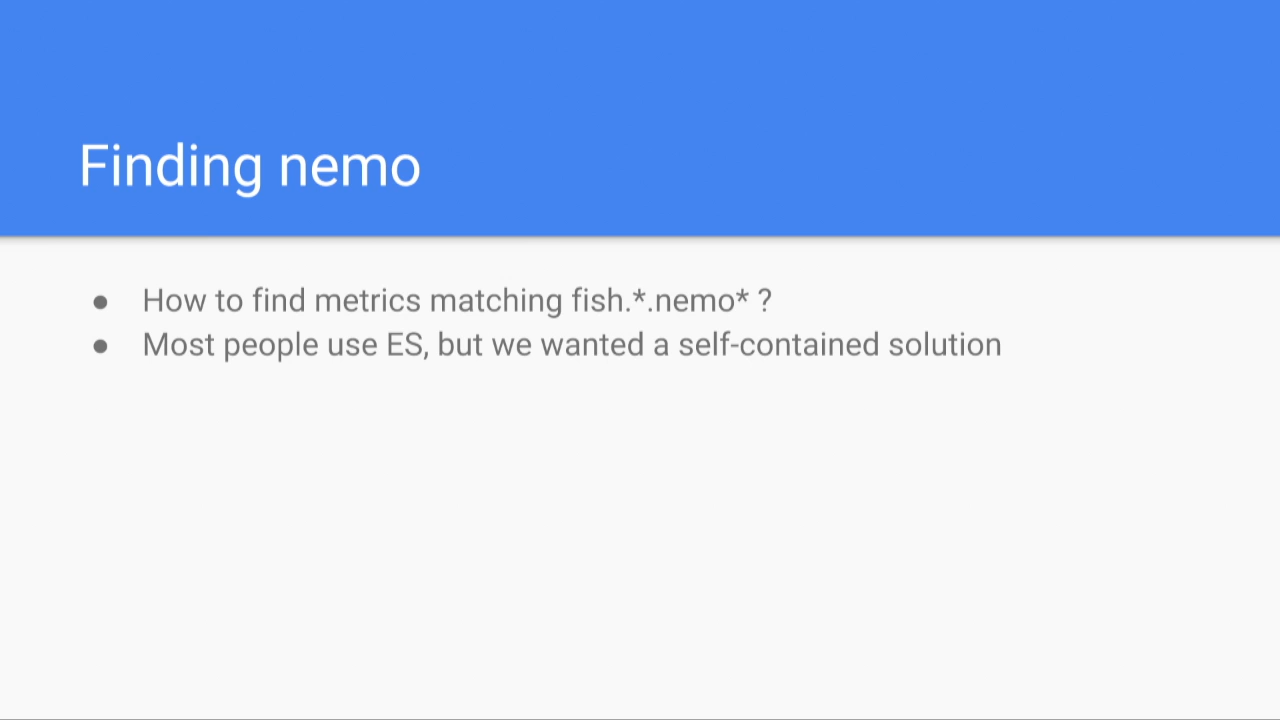 Finding nemo
● How to find metrics matching fish.*.nemo* ?
● Most people use ES, but we wanted a self-contained solution